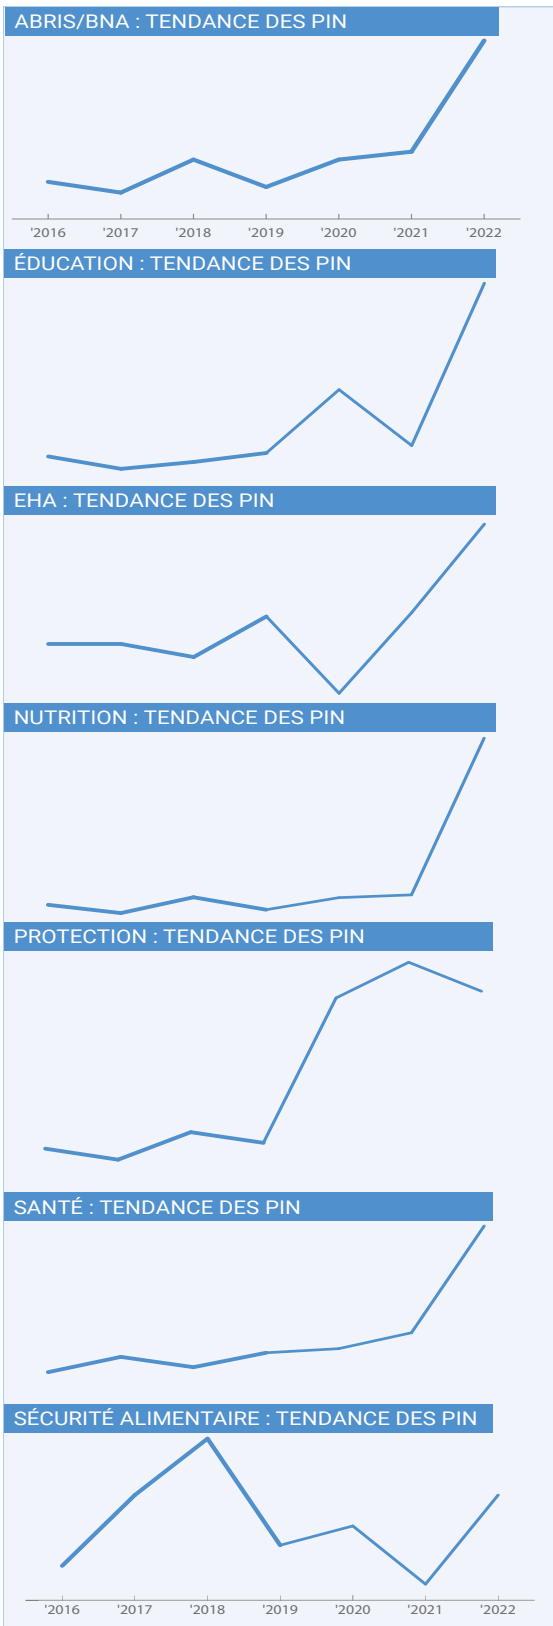 ABRIS/BNA : TENDANCE DES PIN
'2016 '2017 '2018 '2019 '2020 '2021 '2022
ÉDUCATION : TENDANCE DES PIN
EHA : TENDANCE DES PIN
NUTRITION : TENDANCE DES PIN
PROTECTION : TENDANCE DES PIN
SANTÉ : TENDANCE DES PIN
SÉCURITÉ ALIMENTAIRE : TENDANCE DES PIN
'2016 '2017 '2018 '2019 '2020 '2021 '2022